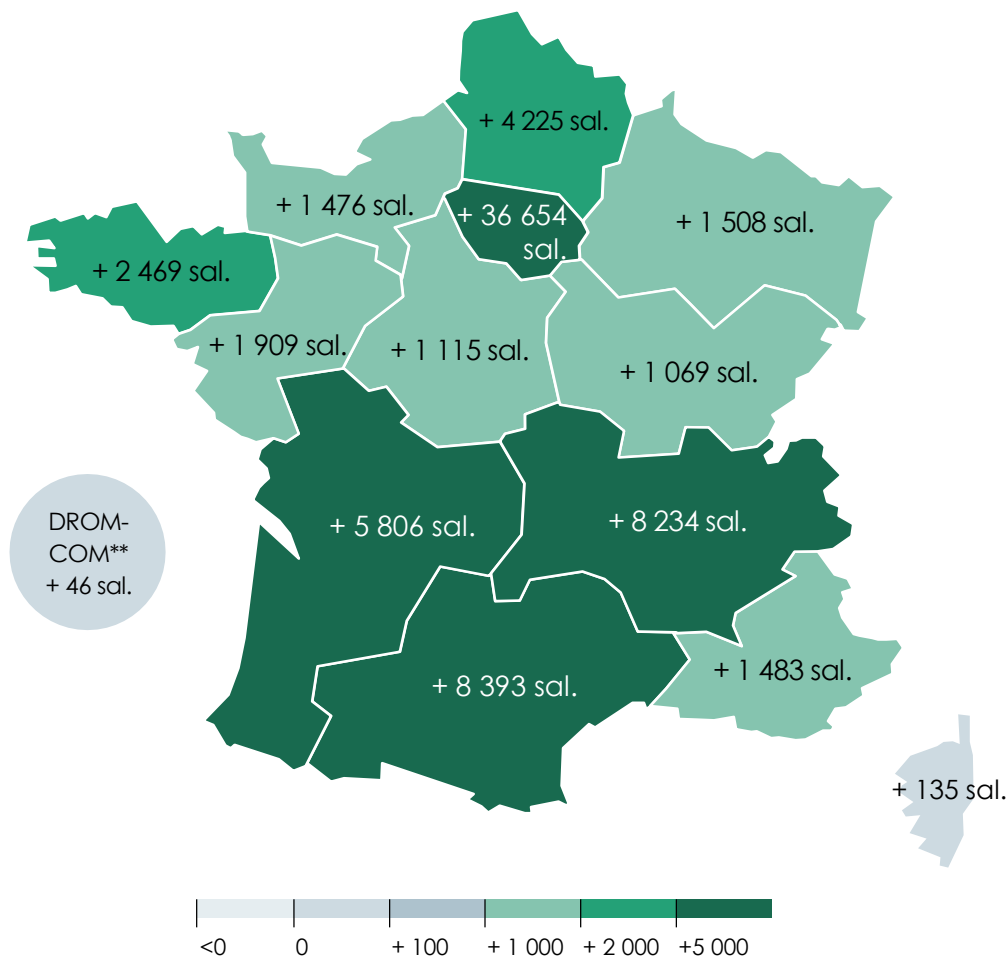 + 4 225 sal.
+ 1 476 sal.
+ 36 654
sal.
+ 1 508 sal.
+ 2 469 sal.
+ 1 909 sal.
+ 1 115 sal.
+ 1 069 sal.
DROM-
COM**
+ 46 sal.
+ 5 806 sal.
+ 8 234 sal.
+ 8 393 sal.
+ 1 483 sal.
+ 135 sal.
<0 0 + 100 + 1 000 + 2 000 +5 000